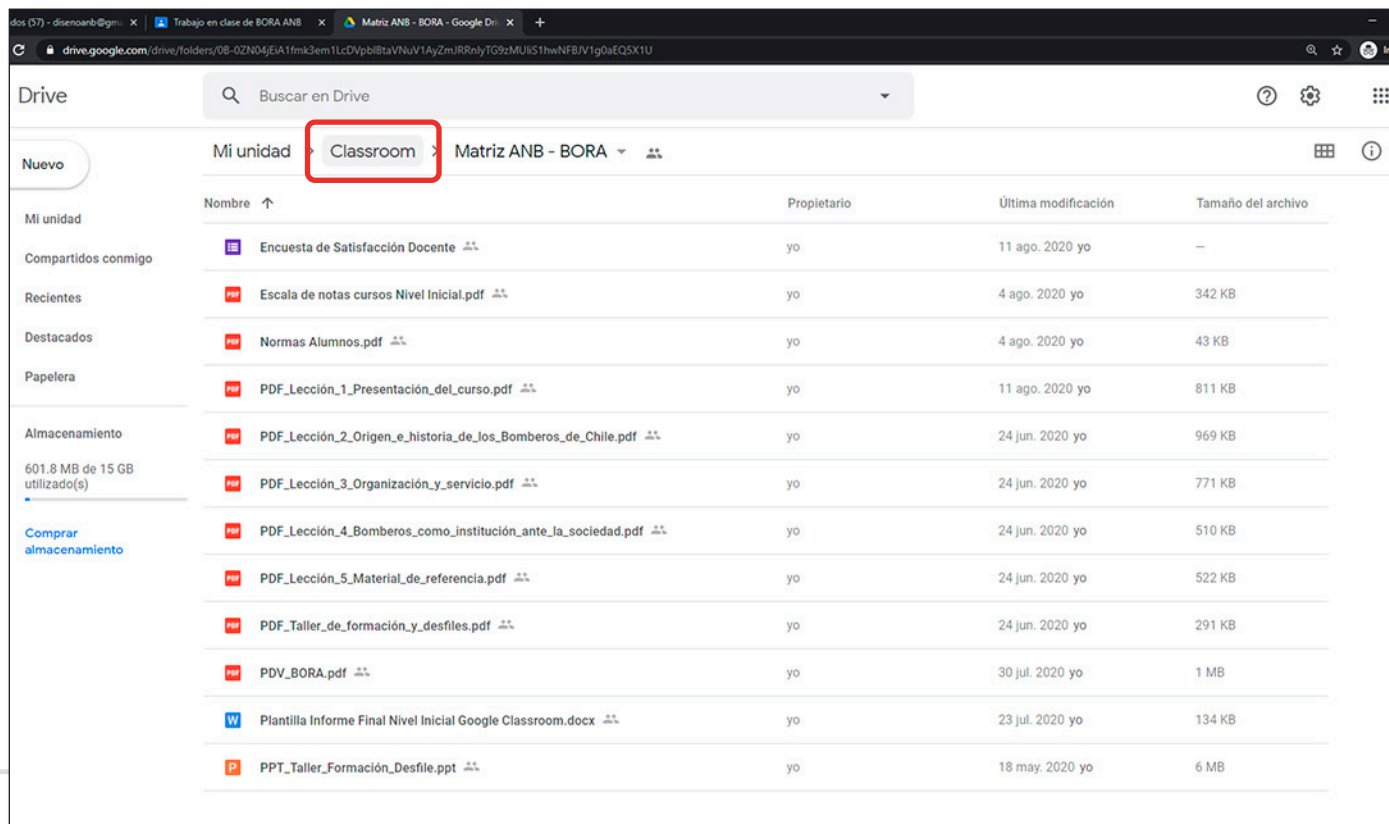 dos (57) - disenoanb@gm
Trabajo en clase de BORA ANB
Matriz ANB - BORA - Google Dri
drive.google.com/drive/folders/
Drive
Buscar en Drive
Mi unidad
Classroom
Matriz ANB - BORA
Nuevo
Mi unidad
Compartidos conmigo
Recientes
Destacados
Papelera
Almacenamiento
601.8 MB de 15 GB
utilizado(s)
Comprar
almacenamiento
Nombre Propietario Última modificación Tamaño del archivo
Encuesta de Satisfacción Docente yo 11 ago. 2020 yo —
PDF Escala de notas cursos Nivel Inicial.pdf yo 4 ago. 2020 yo 342 KB
PDF Normas Alumnos.pdf yo 4 ago. 2020 yo 43 KB
PDF PDF_Lección_1_Presentación_del_curso.pdf yo 11 ago. 2020 yo 811 KB
PDF PDF_Lección_2_Origen_e_historia_de_los_Bomberos_de_Chile.pdf yo 24 jun. 2020 yo 969 KB
PDF PDF_Lección_3_Organización_y_servicio.pdf yo 24 jun. 2020 yo 771 KB
PDF PDF_Lección_4_Bomberos_como_institución_ante_la_sociedad.pdf yo 24 jun. 2020 yo 510 KB
PDF PDF_Lección_5_Material_de_referencia.pdf yo 24 jun. 2020 yo 522 KB
PDF PDF_Taller_de_formación_y_desfiles.pdf yo 24 jun. 2020 yo 291 KB
PDF PDV_BORA.pdf yo 30 jul. 2020 yo 1 MB
W Plantilla Informe Final Nivel Inicial Google Classroom.docx yo 23 jul. 2020 yo 134 KB
P PPT_Taller_Formación_Desfile.ppt yo 18 may. 2020 yo 6 MB